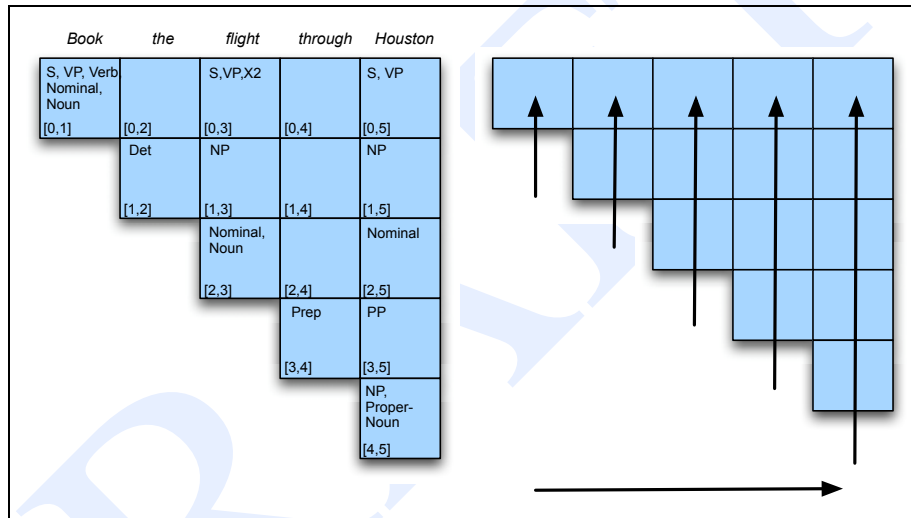 Book the flight through Houston
S, VP, Verb, Nominal, Noun
[0,1]
[0,2]
S,VP,X2
[0,3]
[0,4]
S, VP
[0,5]
Det
[1,2]
NP
[1,3]
[1,4]
NP
[1,5]
Nominal,
Noun
[2,3]
[2,4]
Nominal
[2,5]
Prep
[3,4]
PP
[3,5]
NP,
Proper-
Noun
[4,5]